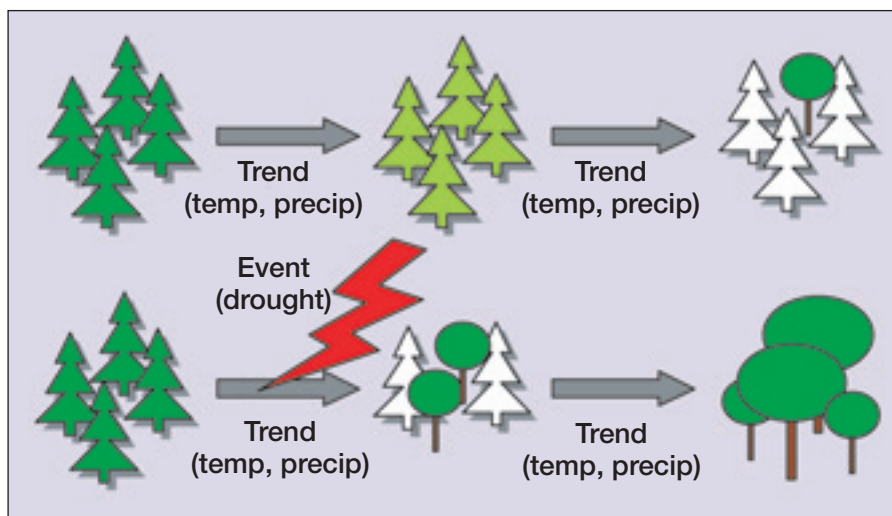 Trend
(temp, precip)
Trend
(temp, precip)
Event
(drought)
Trend
(temp, precip)
Trend
(temp, precip)